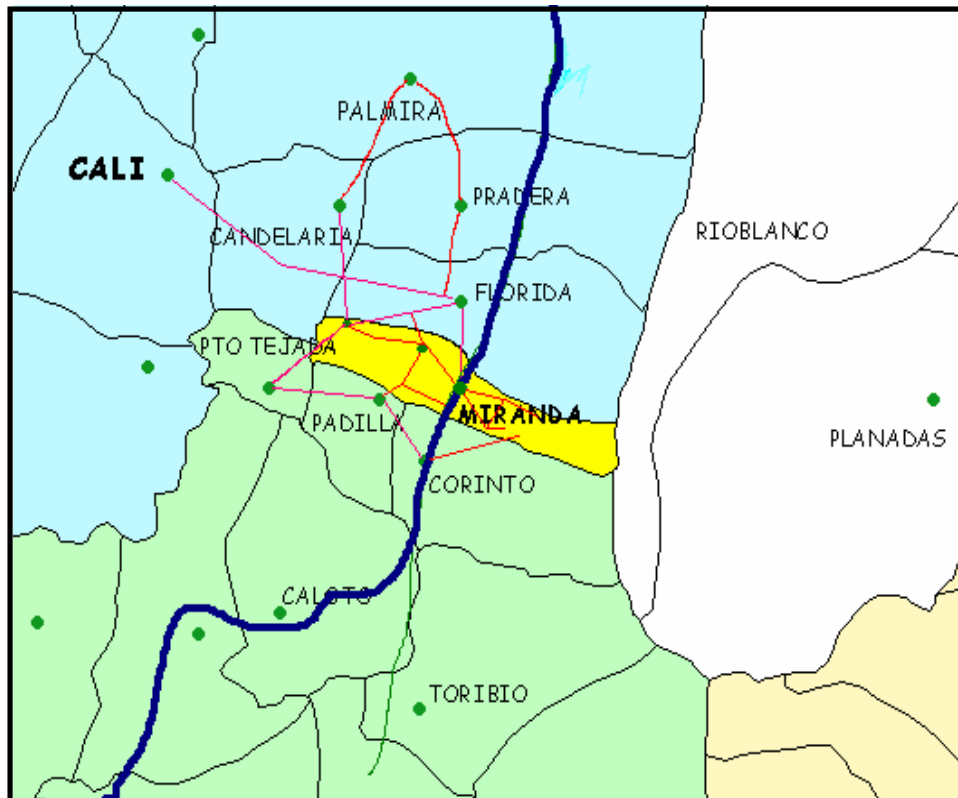 PALMIRA
CALI
PRADERA
CANDELARIA
RIOBLANCO
FLORIDA
PTO TEJADA
PADILLA
MIRANDA
PLANADAS
CORINTO
CALOTO
TORIBIO